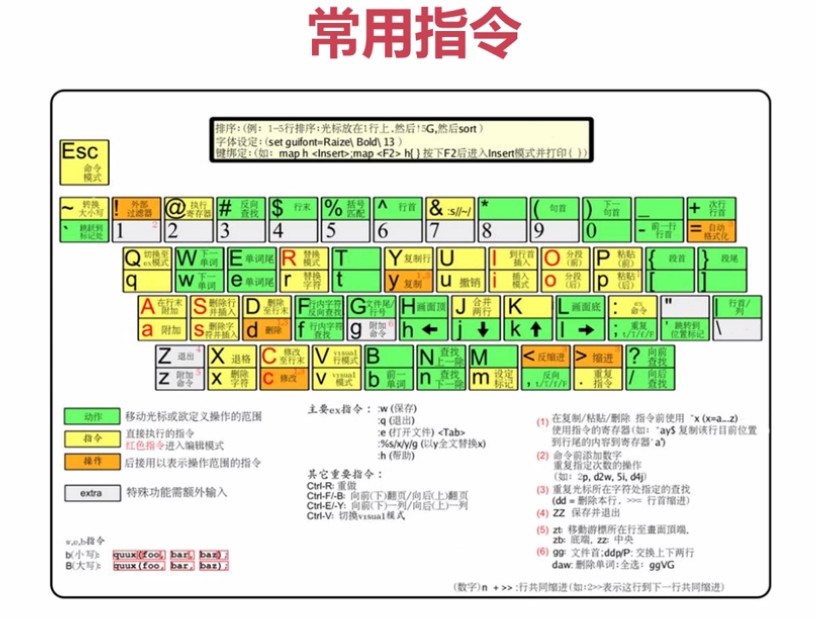 常用指令
排序:(例: 1-5行排序:光标放在1行上,然后!5G,然后sort )
字体设定:(set guifont=Raize\ Bold\ 13 )
键绑定:(如: map h <Insert>;map <F2> h{ } 按下F2后进入Insert模式并打印{ })
Esc 命令模式
~ 转换大小写 ! 外部过滤器 @ 执行寄存器 # 反向查找 $ 行末 % 括号匹配 ^ 行首 & :s//~/ * ( 句首 ) 下一句首 _ + 次行行首
` 跳跃到标记处 1 2 3 4 5 6 7 8 9 0 - 前一行行首 = 自动格式化
Q 切换至ex模式 W 下一单词 E 单词尾 R 替换模式 T Y 复制行 U I 到行首插入 O 分段(前) P 粘贴(前) { 段首 } 段尾
q w 下一单词 e 单词尾 r 替换字符 t y 复制 u 撤销 i 插入模式 o 分段(后) p 粘贴(后) [ ]
A 在行末附加 S 删除行并插入 D 删除至行末 F 行内字符反向查找 G 文件尾/行号 H 画面顶 J 合并两行 K L 画面底 : ex命令 " | 行首/列
a 附加 s 删除字符并插入 d 删除 f 行内字符查找 g 附加命令 h ← j ↓ k ↑ l → ; 重复;t/T/f/F ' 跳转到位置标记 \
Z 退出 X 退格 C 修改至行末 V visual行模式 B N 查找上一个 M < 反缩进 > 缩进 ? 向前查找
z 附加命令 x 删除字符 c 修改 v visual模式 b 前一单词 n 查找下一个 m 设定标记 , 反向;t/T/f/F . 重复指令 / 向后查找
动作 移动光标或欲定义操作的范围
指令 直接执行的指令
红色指令进入编辑模式
操作 后接用以表示操作范围的指令
extra 特殊功能需额外输入
w,e,b指令
b(小写): quux(foo, bar, baz);
B(大写): quux(foo, bar, baz);
主要ex指令: :w (保存)
:q (退出)
:e (打开文件) <Tab>
:%s/x/y/g (以y全文替换x)
:h (帮助)
其它重要指令:
Ctrl-R: 重做
Ctrl-F/-B: 向前(下)翻页/向后(上)翻页
Ctrl-E/-Y: 向前(下)一列/向后(上)一列
Ctrl-V: 切换visual模式
(1) 在复制/粘贴/删除 指令前使用 "x (x=a...z)
使用指令的寄存器(如: "ay$ 复制该行目前位置
到行尾的内容到寄存器'a')
(2) 命令前添加数字
重复指定次数的操作
(如: 2p, d2w, 5i, d4j)
(3) 重复光标所在字符处指定的查找
(dd = 删除本行, >>= 行首缩进)
(4) ZZ 保存并退出
(5) zt: 移動游標所在行至畫面頂端,
zb: 底端, zz: 中央
(6) gg: 文件首;ddp/P: 交换上下两行
daw: 删除单词:全选: ggVG
(数字)n + >> :行共同缩进(如:2>>表示这行到下一行共同缩进)